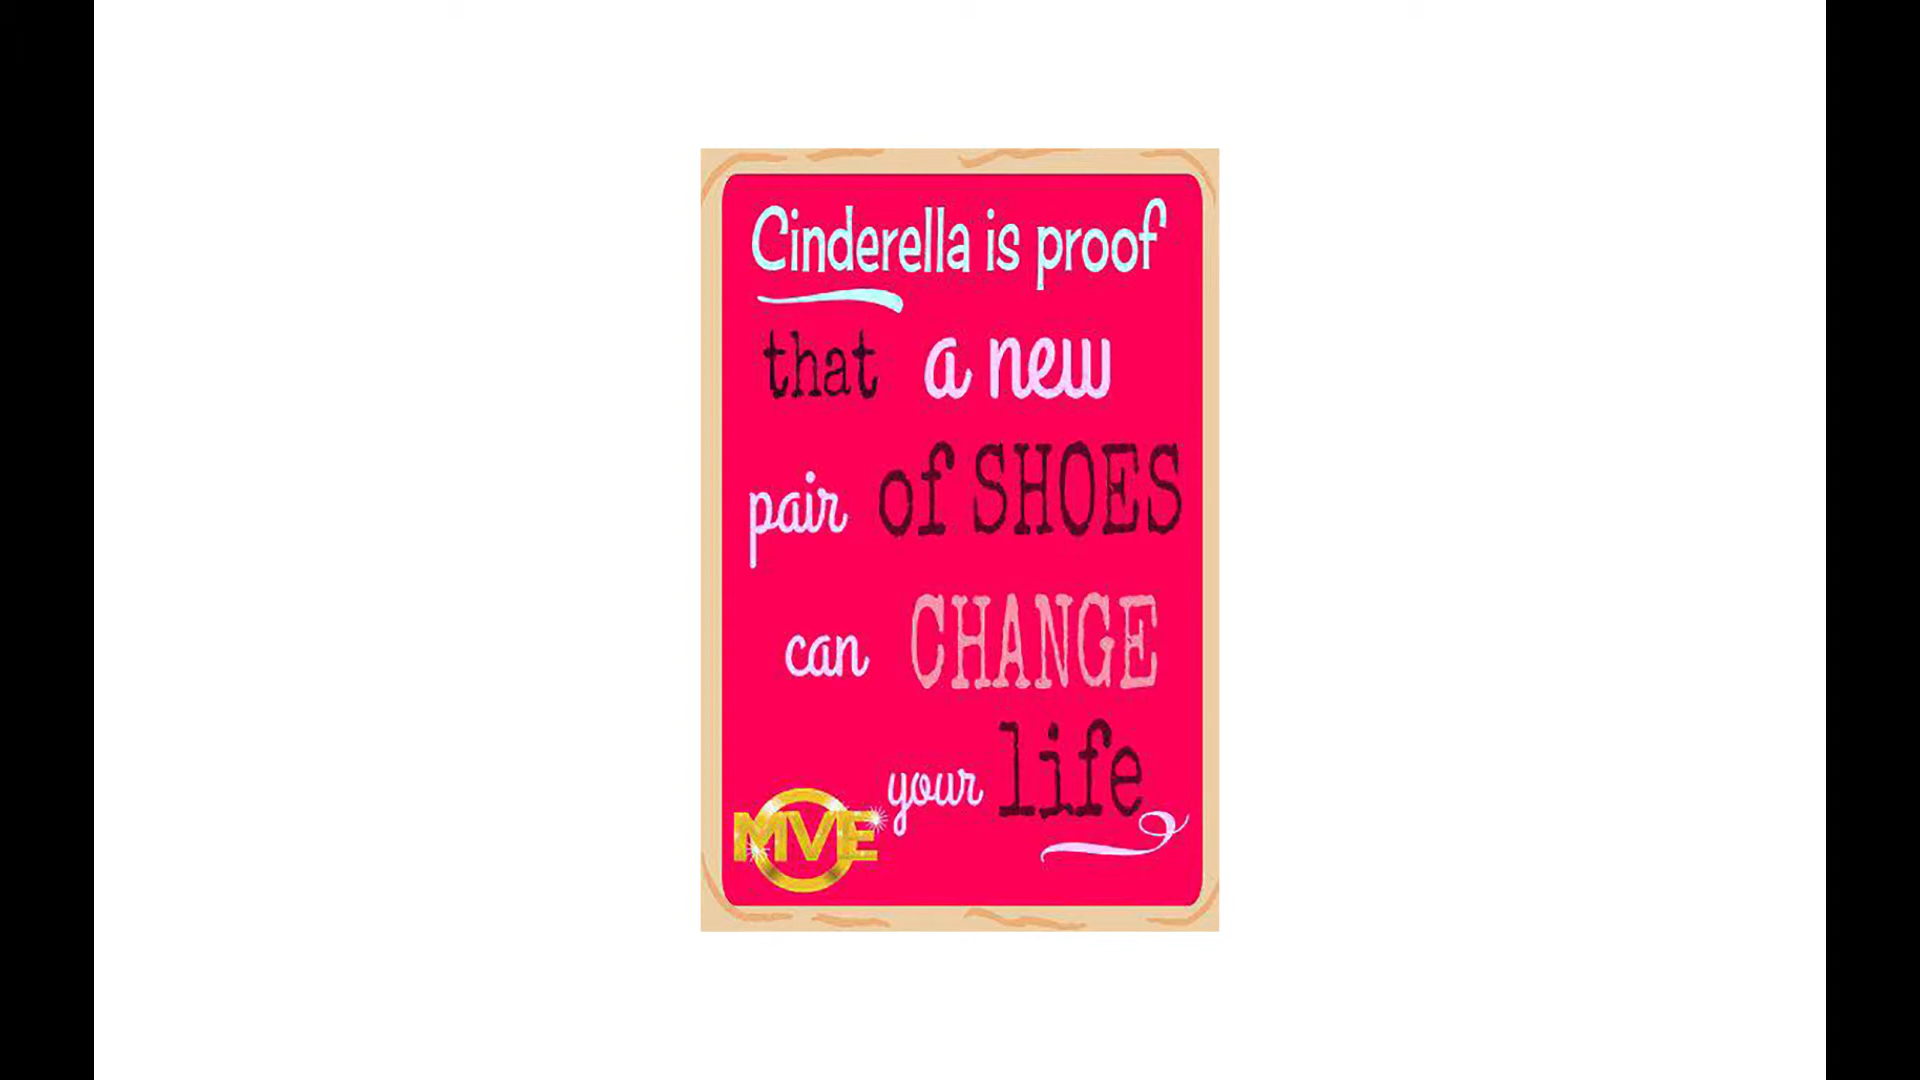 Cinderella is proof
that a new
pair of SHOES
can CHANGE
your life
MVE